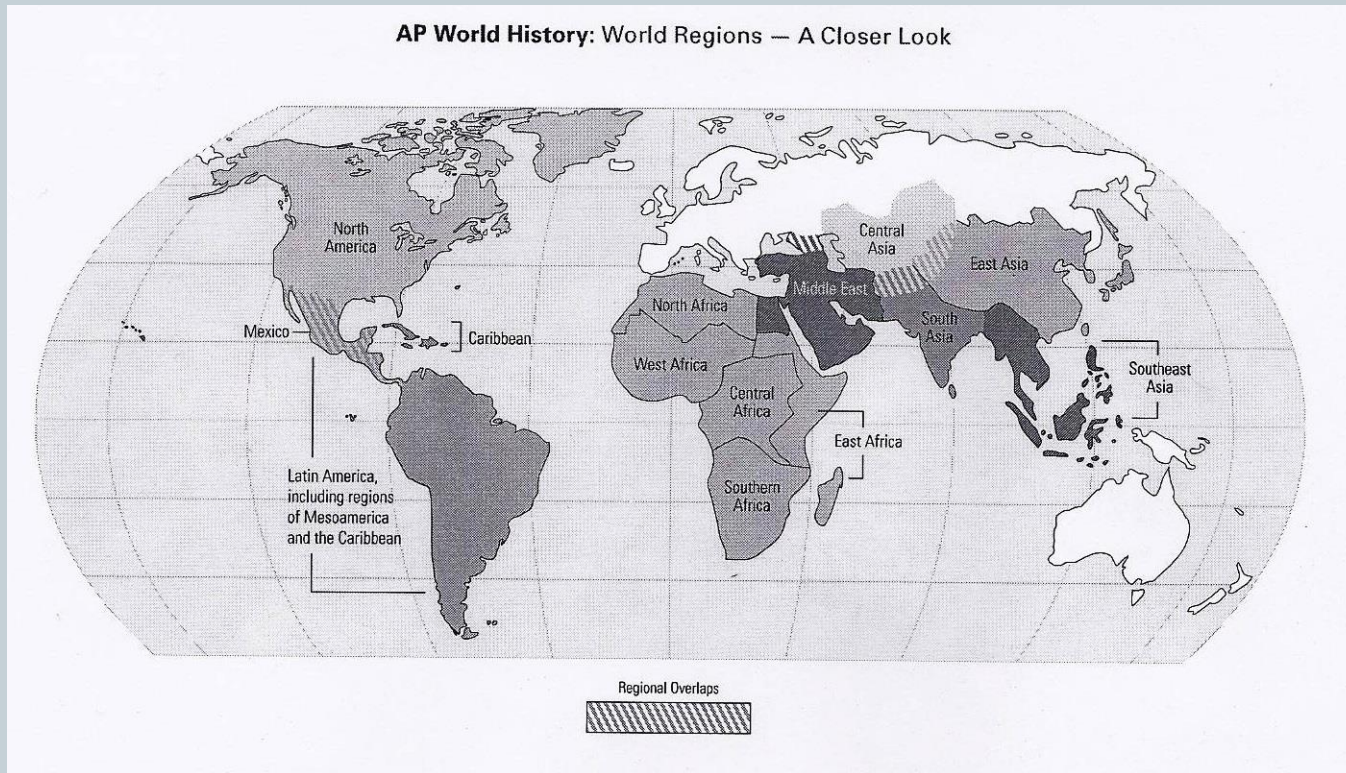 AP World History: World Regions — A Closer Look
North
America
Mexico
Caribbean
Latin America,
including regions
of Mesoamerica
and the Caribbean
North Africa
West Africa
Central
Africa
East Africa
Southern
Africa
Middle East
Central
Asia
East Asia
South
Asia
Southeast
Asia
Regional Overlaps